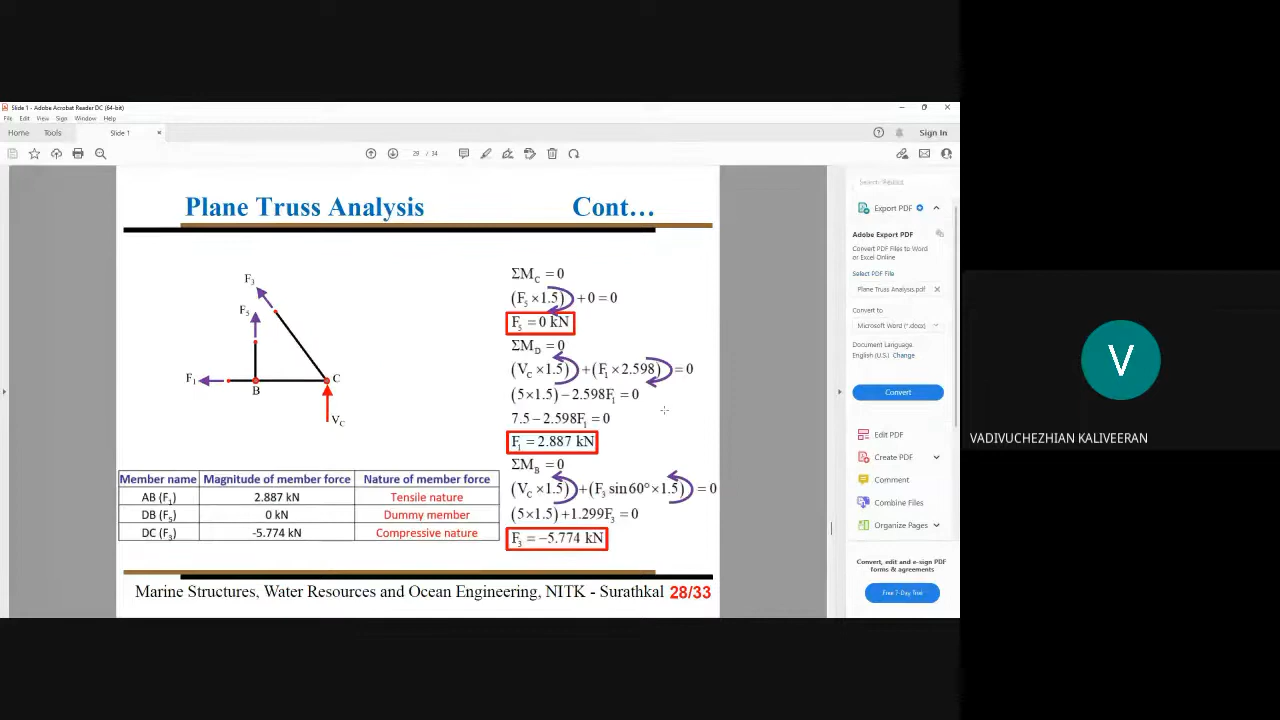 Slide 1 - Adobe Acrobat Reader DC (64-bit)
File Edit View Sign Window Help
Home Tools Slide 1 × Sign In
29 / 34
Plane Truss Analysis Cont…
F₃
F₅
F₁
B
C
V_C
ΣM_C = 0
(F₅ × 1.5) + 0 = 0
F₅ = 0 kN
ΣM_D = 0
(V_C × 1.5) + (F₁ × 2.598) = 0
(5 × 1.5) − 2.598F₁ = 0
7.5 − 2.598F₁ = 0
F₁ = 2.887 kN
ΣM_B = 0
(V_C × 1.5) + (F₃ sin 60° × 1.5) = 0
(5 × 1.5) + 1.299F₃ = 0
F₃ = −5.774 kN
Member name Magnitude of member force Nature of member force
AB (F₁) 2.887 kN Tensile nature
DB (F₅) 0 kN Dummy member
DC (F₃) -5.774 kN Compressive nature
Marine Structures, Water Resources and Ocean Engineering, NITK - Surathkal 28/33
Export PDF
Adobe Export PDF
Convert PDF Files to Word
or Excel Online
Select PDF File
Plane Truss Analysis.pdf
Convert to
Microsoft Word (*.docx)
Document Language:
English (U.S.) Change
Convert
Edit PDF
Create PDF
Comment
Combine Files
Organize Pages
Convert, edit and e-sign PDF
forms & agreements
Free 7-Day Trial
V
VADIVUCHEZHIAN KALIVEERAN